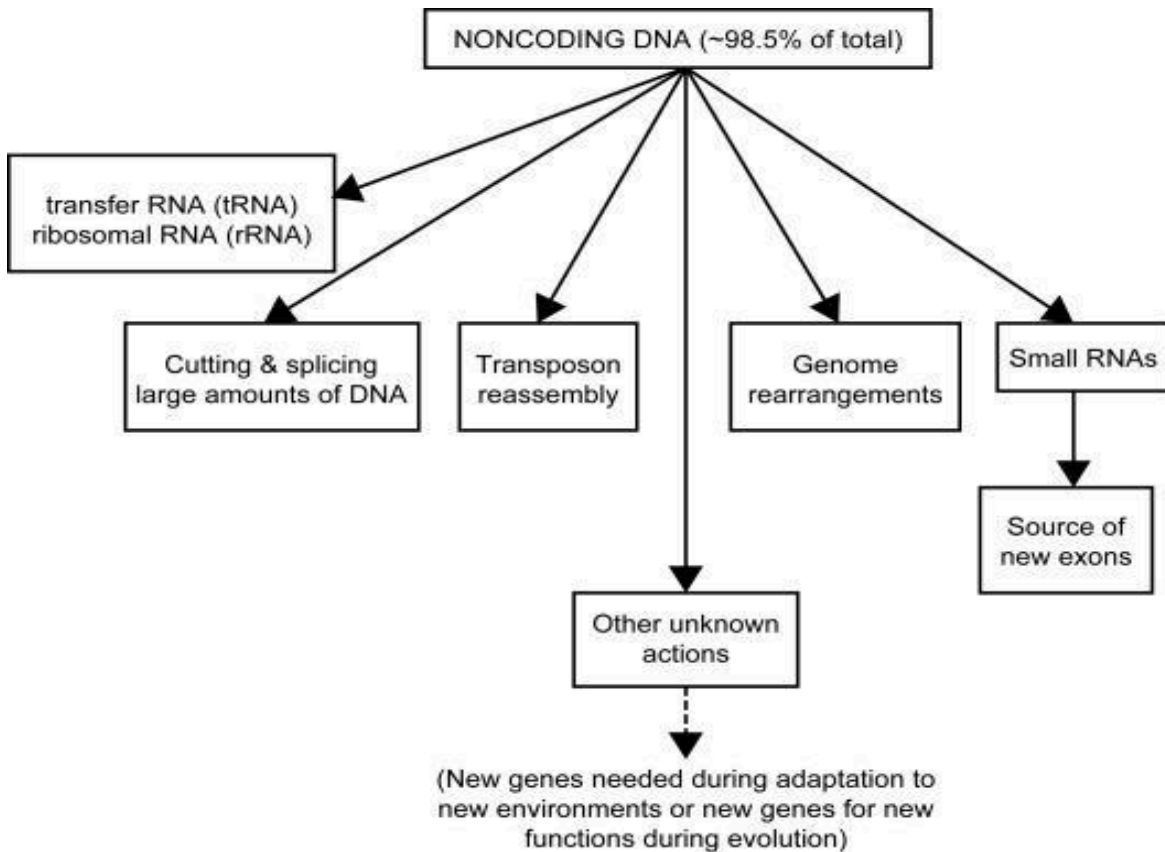 NONCODING DNA (~98.5% of total)
transfer RNA (tRNA)
ribosomal RNA (rRNA)
Cutting & splicing
large amounts of DNA
Transposon
reassembly
Genome
rearrangements
Small RNAs
Source of
new exons
Other unknown
actions
(New genes needed during adaptation to
new environments or new genes for new
functions during evolution)